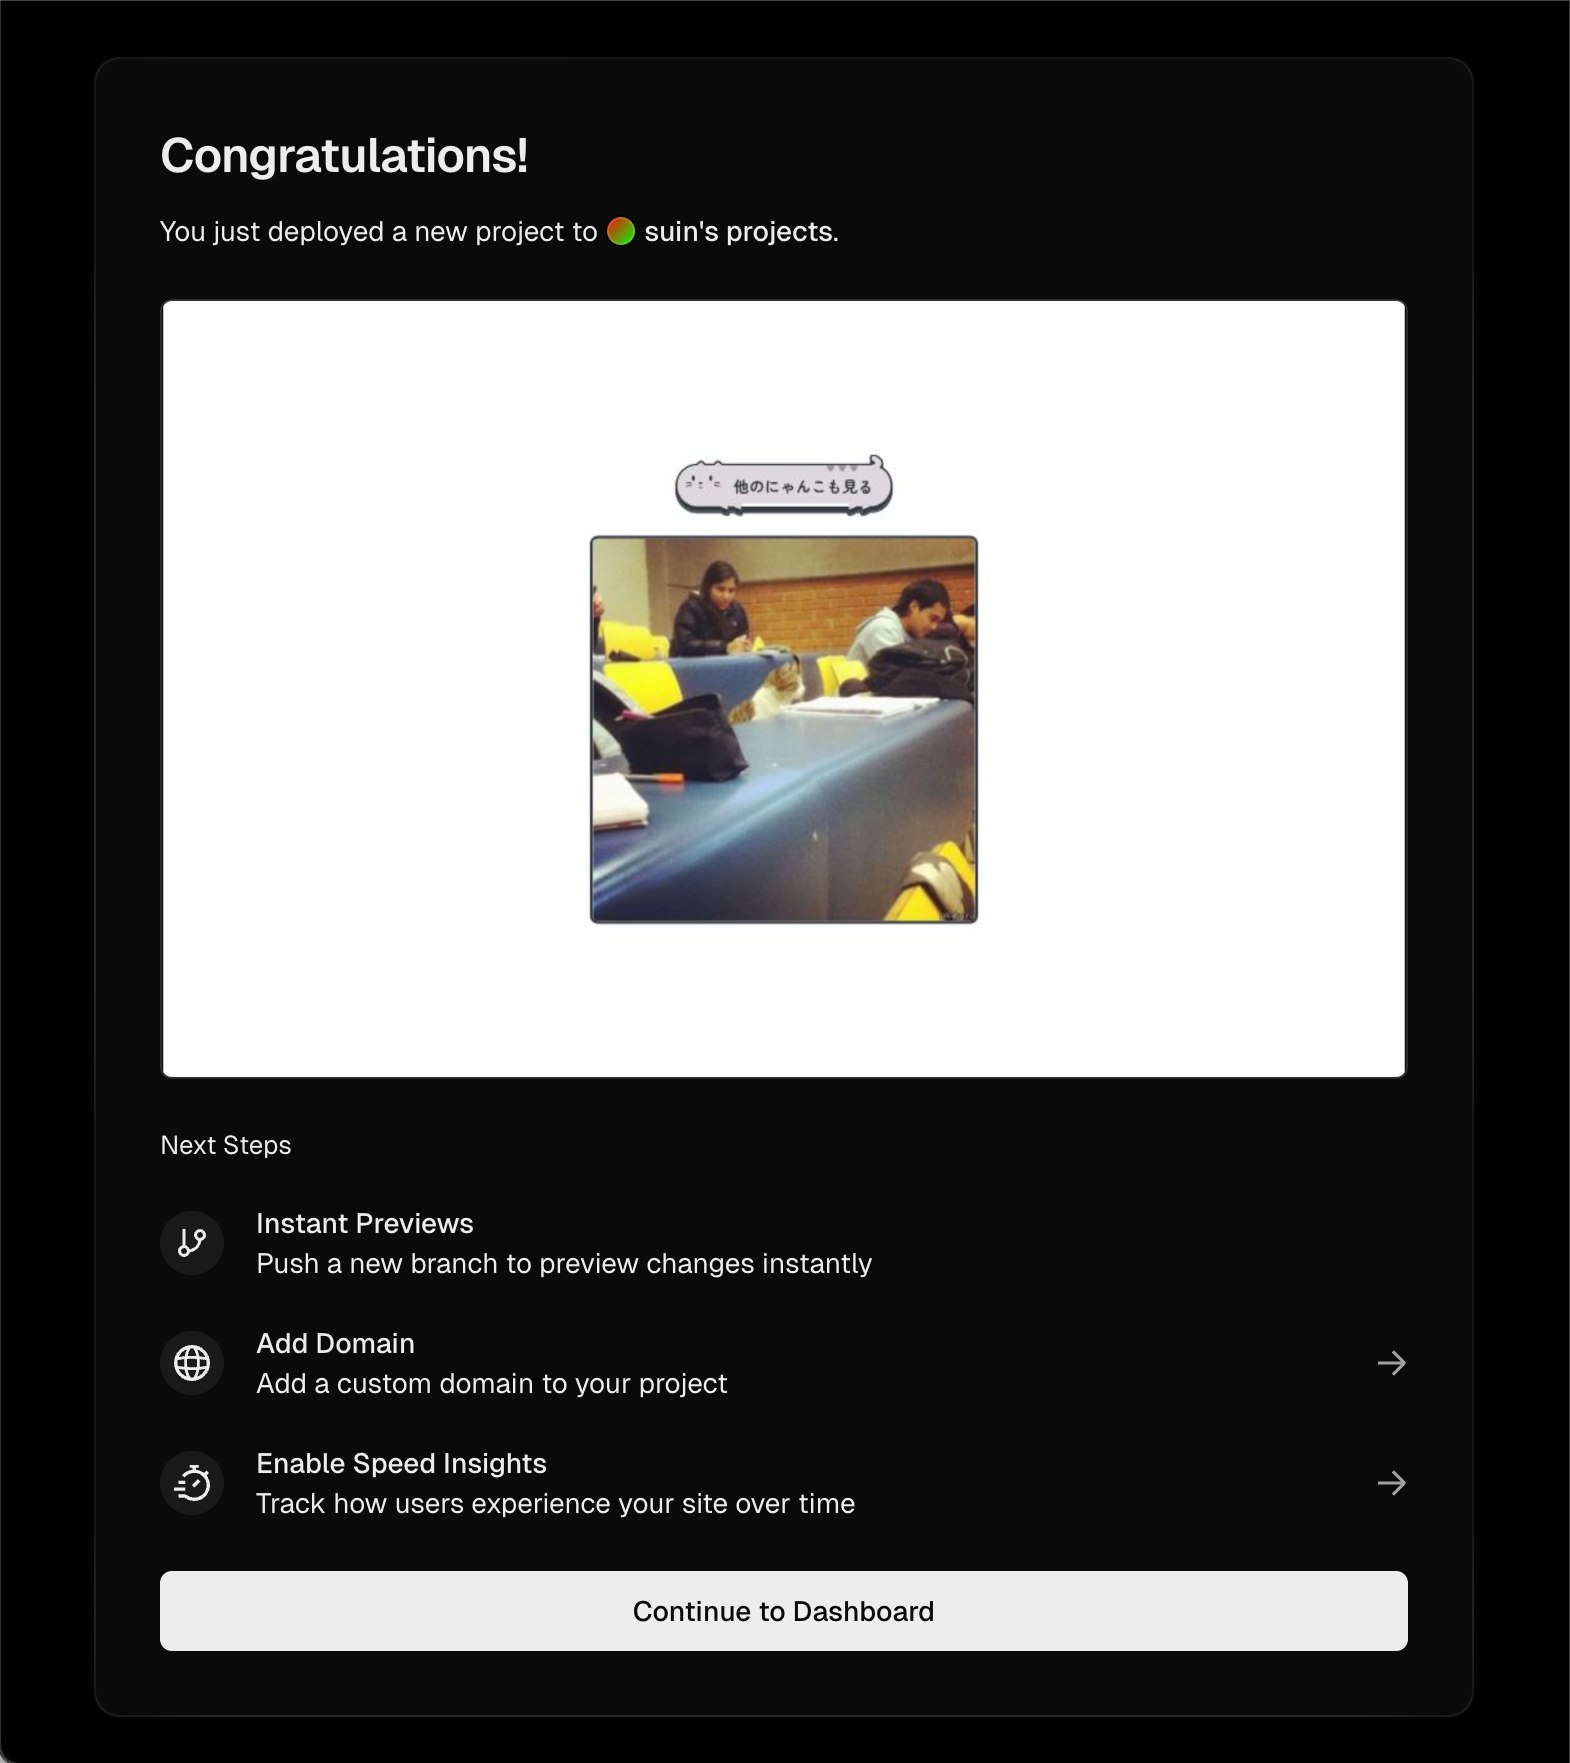 Congratulations!
You just deployed a new project to suin's projects.
他のにゃんこも見る
Next Steps
Instant Previews
Push a new branch to preview changes instantly
Add Domain
Add a custom domain to your project
Enable Speed Insights
Track how users experience your site over time
Continue to Dashboard